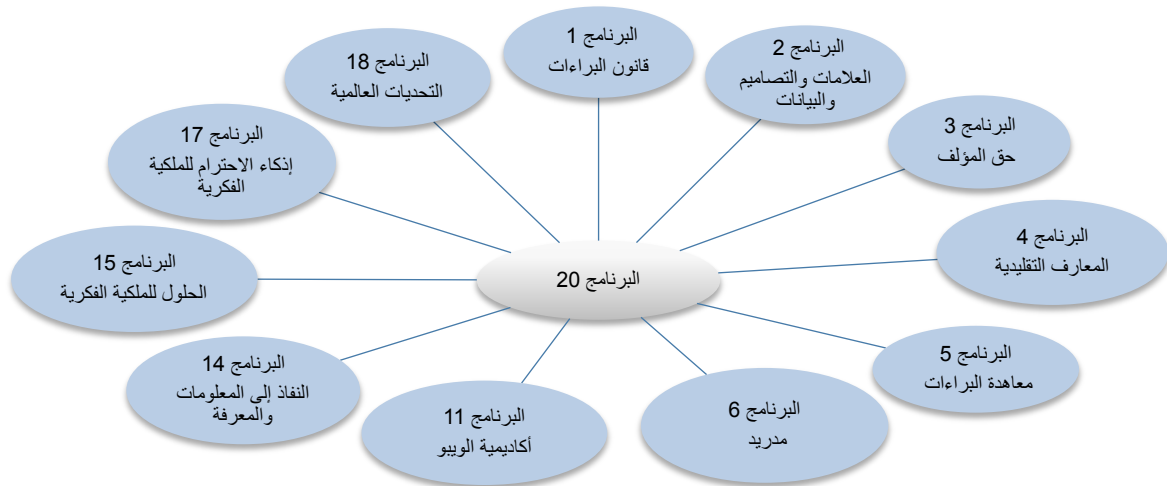 البرنامج 1
قانون البراءات
البرنامج 2
العلامات والتصاميم
والبيانات
البرنامج 3
حق المؤلف
البرنامج 4
المعارف التقليدية
البرنامج 5
معاهدة البراءات
البرنامج 6
مدريد
البرنامج 11
أكاديمية الويبو
البرنامج 14
النفاذ إلى المعلومات
والمعرفة
البرنامج 15
الحلول للملكية الفكرية
البرنامج 17
إذكاء الاحترام للملكية
الفكرية
البرنامج 18
التحديات العالمية
البرنامج 20